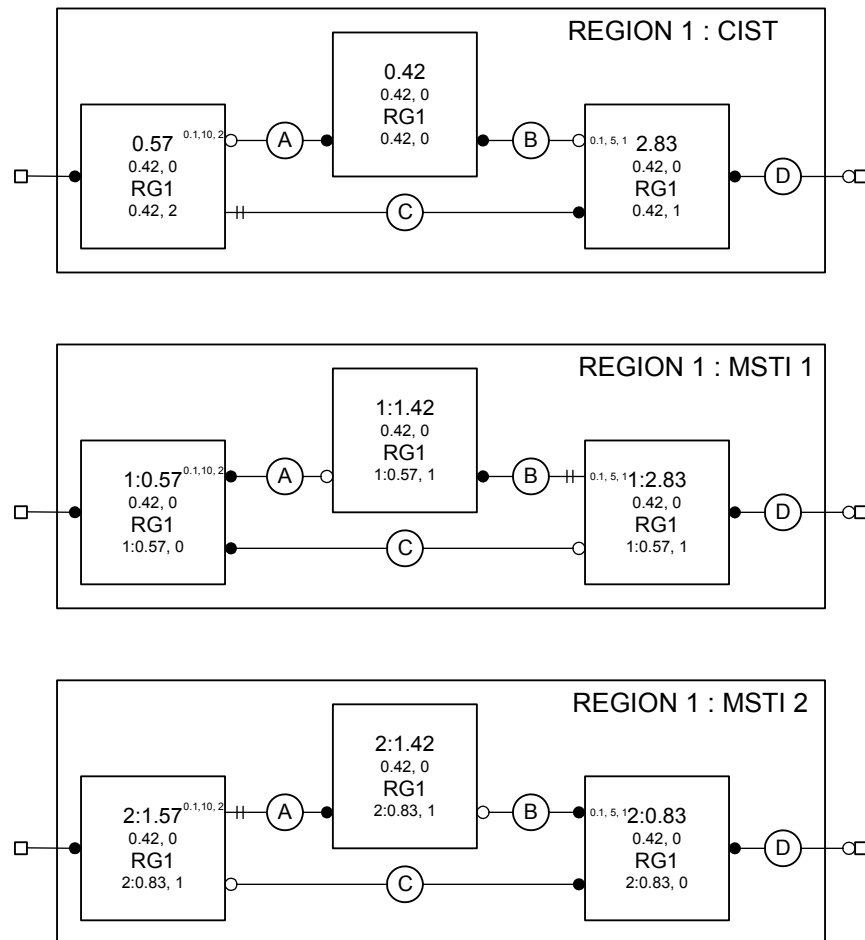 REGION 1 : CIST
0.42
0.42, 0
RG1
0.42, 0
0.57
0.42, 0
RG1
0.42, 2
0.1,10, 2
A
B
0.1, 5, 1
2.83
0.42, 0
RG1
0.42, 1
C
D
REGION 1 : MSTI 1
1:1.42
0.42, 0
RG1
1:0.57, 1
1:0.57
0.42, 0
RG1
1:0.57, 0
0.1,10, 2
A
B
0.1, 5, 1
1:2.83
0.42, 0
RG1
1:0.57, 1
C
D
REGION 1 : MSTI 2
2:1.42
0.42, 0
RG1
2:0.83, 1
2:1.57
0.42, 0
RG1
2:0.83, 1
0.1,10, 2
A
B
0.1, 5, 1
2:0.83
0.42, 0
RG1
2:0.83, 0
C
D